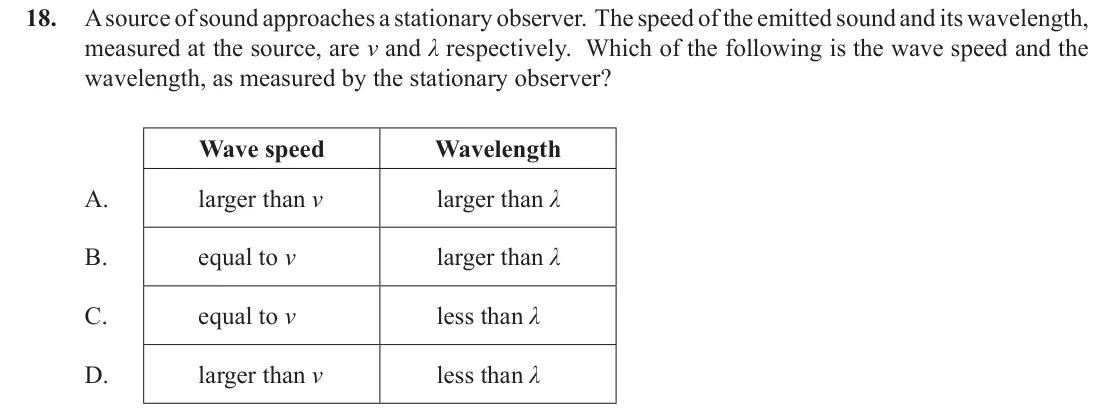 18. A source of sound approaches a stationary observer. The speed of the emitted sound and its wavelength,
measured at the source, are v and λ respectively. Which of the following is the wave speed and the
wavelength, as measured by the stationary observer?
Wave speed Wavelength
A. larger than v larger than λ
B. equal to v larger than λ
C. equal to v less than λ
D. larger than v less than λ